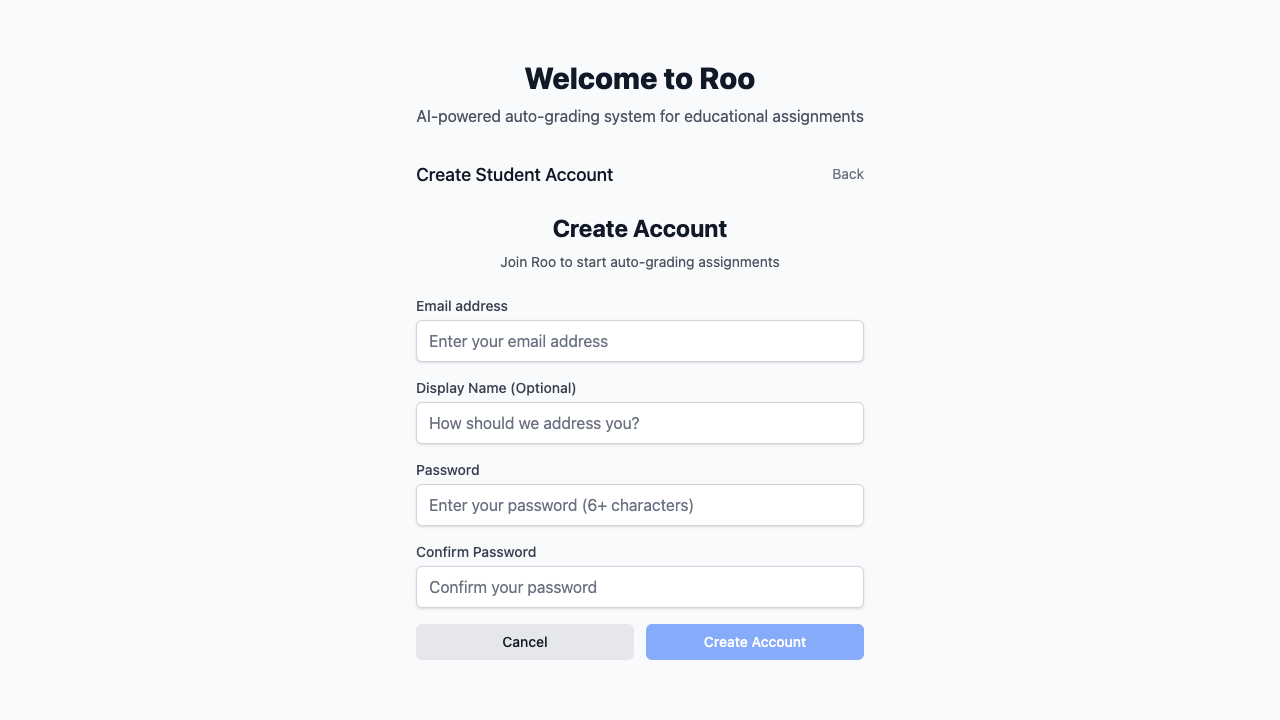 Welcome to Roo
AI-powered auto-grading system for educational assignments
Create Student Account
Back
Create Account
Join Roo to start auto-grading assignments
Email address
Enter your email address
Display Name (Optional)
How should we address you?
Password
Enter your password (6+ characters)
Confirm Password
Confirm your password
Cancel
Create Account